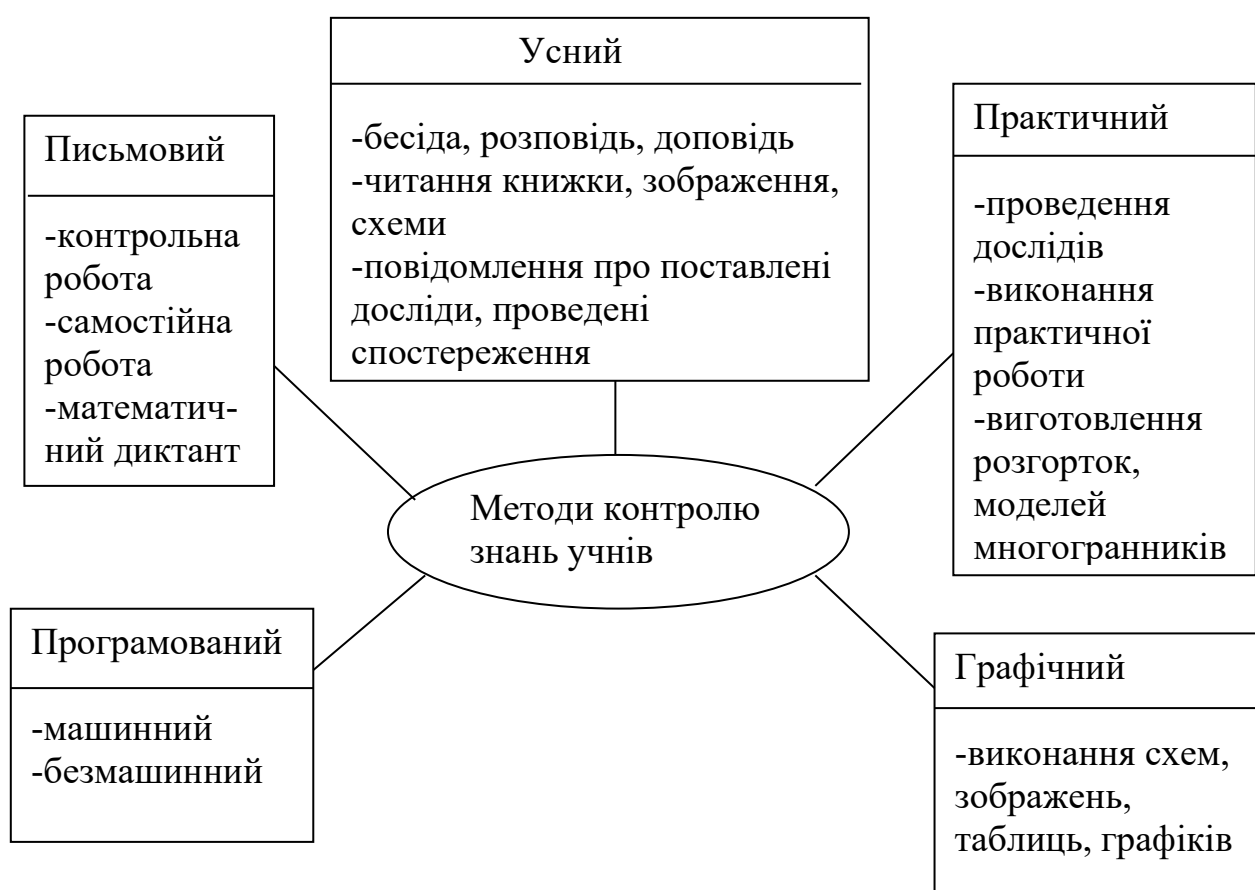 Усний
-бесіда, розповідь, доповідь
-читання книжки, зображення,
схеми
-повідомлення про поставлені
досліди, проведені
спостереження
Письмовий
-контрольна
робота
-самостійна
робота
-математич-
ний диктант
Практичний
-проведення
дослідів
-виконання
практичної
роботи
-виготовлення
розгорток,
моделей
многогранників
Методи контролю
знань учнів
Програмований
-машинний
-безмашинний
Графічний
-виконання схем,
зображень,
таблиць, графіків